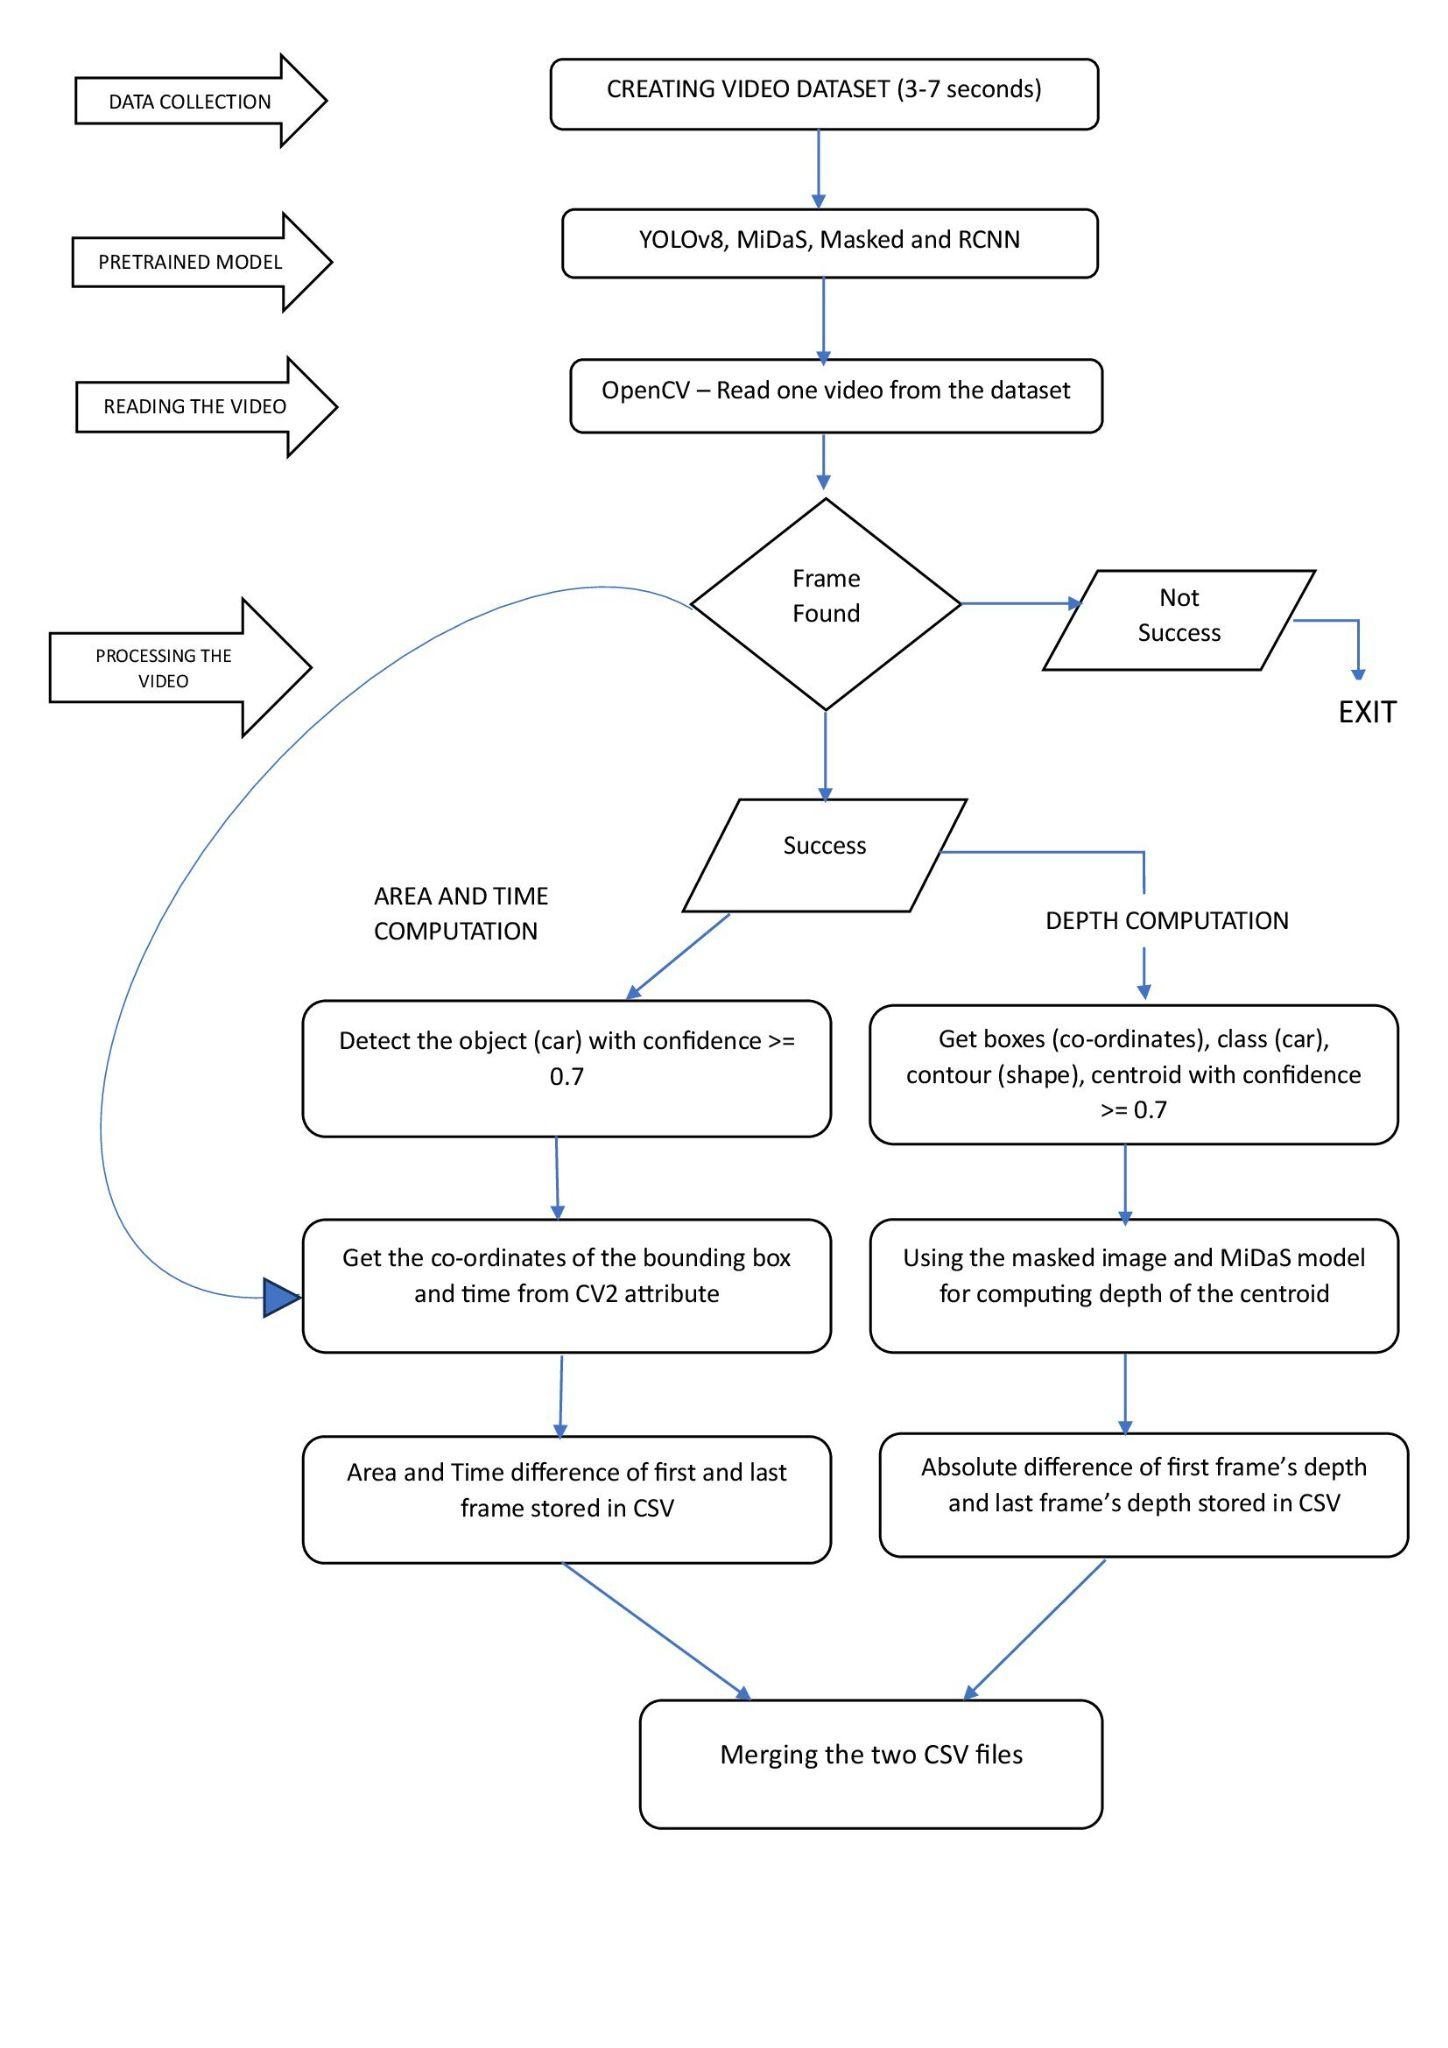 DATA COLLECTION
CREATING VIDEO DATASET (3-7 seconds)
PRETRAINED MODEL
YOLOv8, MiDaS, Masked and RCNN
READING THE VIDEO
OpenCV – Read one video from the dataset
Frame
Found
Not
Success
PROCESSING THE
VIDEO
EXIT
Success
AREA AND TIME
COMPUTATION
DEPTH COMPUTATION
Detect the object (car) with confidence >=
0.7
Get boxes (co-ordinates), class (car),
contour (shape), centroid with confidence
>= 0.7
Get the co-ordinates of the bounding box
and time from CV2 attribute
Using the masked image and MiDaS model
for computing depth of the centroid
Area and Time difference of first and last
frame stored in CSV
Absolute difference of first frame’s depth
and last frame’s depth stored in CSV
Merging the two CSV files